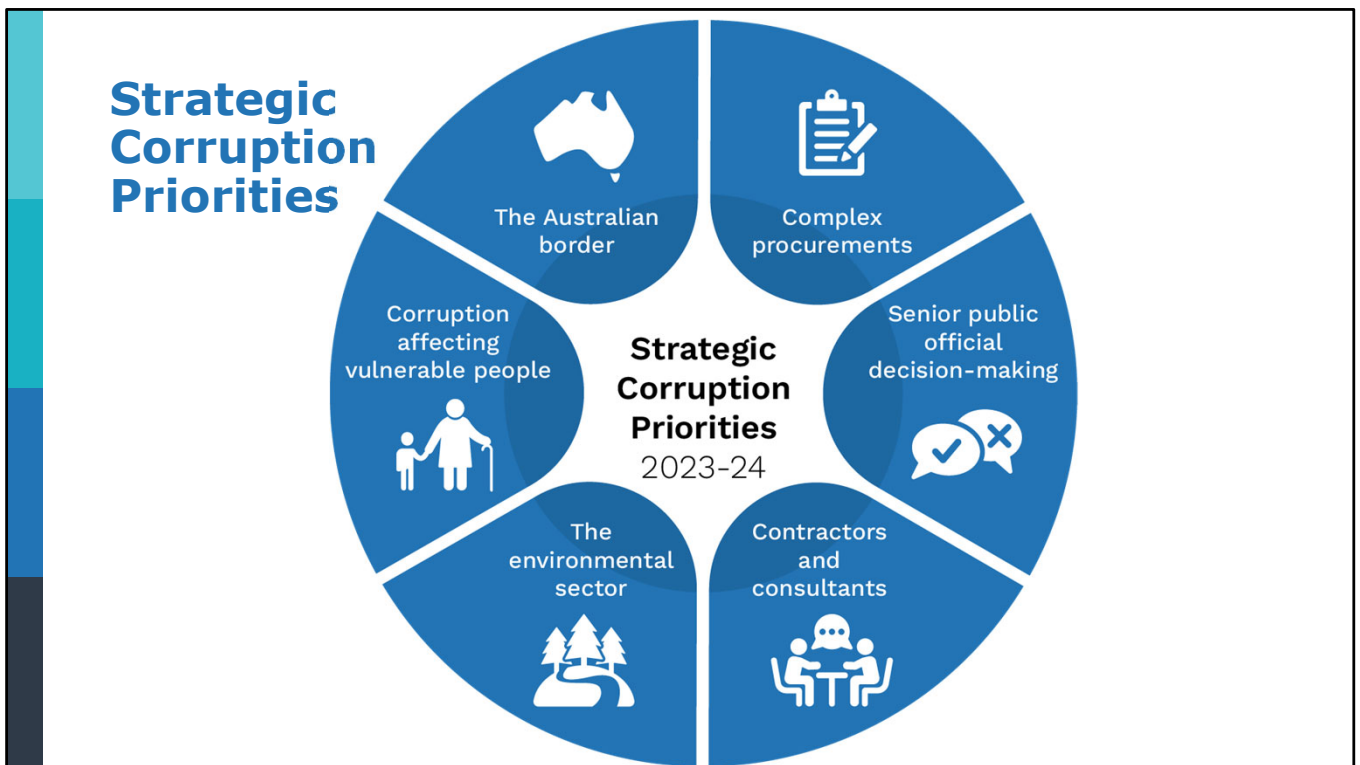 Strategic
Corruption
Priorities
The Australian
border
Complex
procurements
Senior public
official
decision-making
Contractors
and
consultants
The
environmental
sector
Corruption
affecting
vulnerable people
Strategic
Corruption
Priorities
2023-24